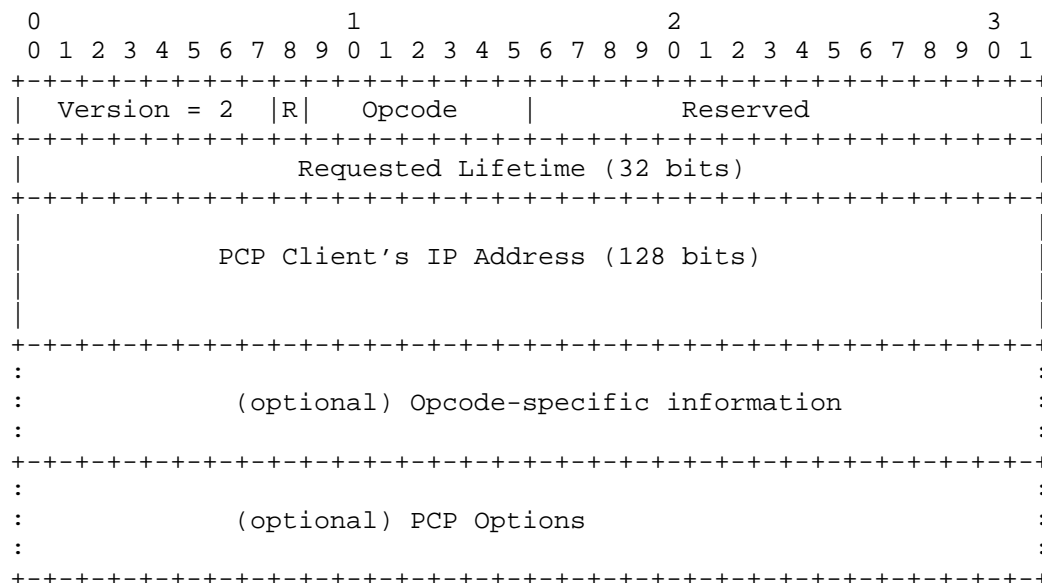 0                   1                   2                   3
 0 1 2 3 4 5 6 7 8 9 0 1 2 3 4 5 6 7 8 9 0 1 2 3 4 5 6 7 8 9 0 1
+-+-+-+-+-+-+-+-+-+-+-+-+-+-+-+-+-+-+-+-+-+-+-+-+-+-+-+-+-+-+-+-+
|  Version = 2  |R|   Opcode    |         Reserved              |
+-+-+-+-+-+-+-+-+-+-+-+-+-+-+-+-+-+-+-+-+-+-+-+-+-+-+-+-+-+-+-+-+
|                 Requested Lifetime (32 bits)                  |
+-+-+-+-+-+-+-+-+-+-+-+-+-+-+-+-+-+-+-+-+-+-+-+-+-+-+-+-+-+-+-+-+
|                                                               |
|            PCP Client’s IP Address (128 bits)                 |
|                                                               |
|                                                               |
+-+-+-+-+-+-+-+-+-+-+-+-+-+-+-+-+-+-+-+-+-+-+-+-+-+-+-+-+-+-+-+-+
:                                                               :
:             (optional) Opcode-specific information            :
:                                                               :
+-+-+-+-+-+-+-+-+-+-+-+-+-+-+-+-+-+-+-+-+-+-+-+-+-+-+-+-+-+-+-+-+
:                                                               :
:             (optional) PCP Options                            :
:                                                               :
+-+-+-+-+-+-+-+-+-+-+-+-+-+-+-+-+-+-+-+-+-+-+-+-+-+-+-+-+-+-+-+-+